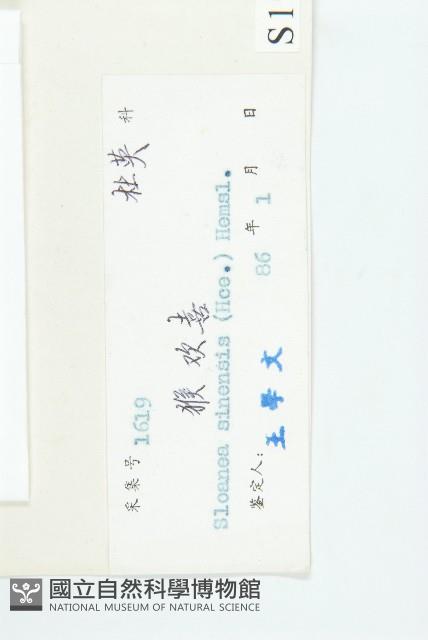 S1
采集号 1619 杜英 科
猴欢喜
Sloanea sinensis (Hce.) Hemsl.
鉴定人: 王学文 86 年 1 月 日
國立自然科學博物館
NATIONAL MUSEUM OF NATURAL SCIENCE